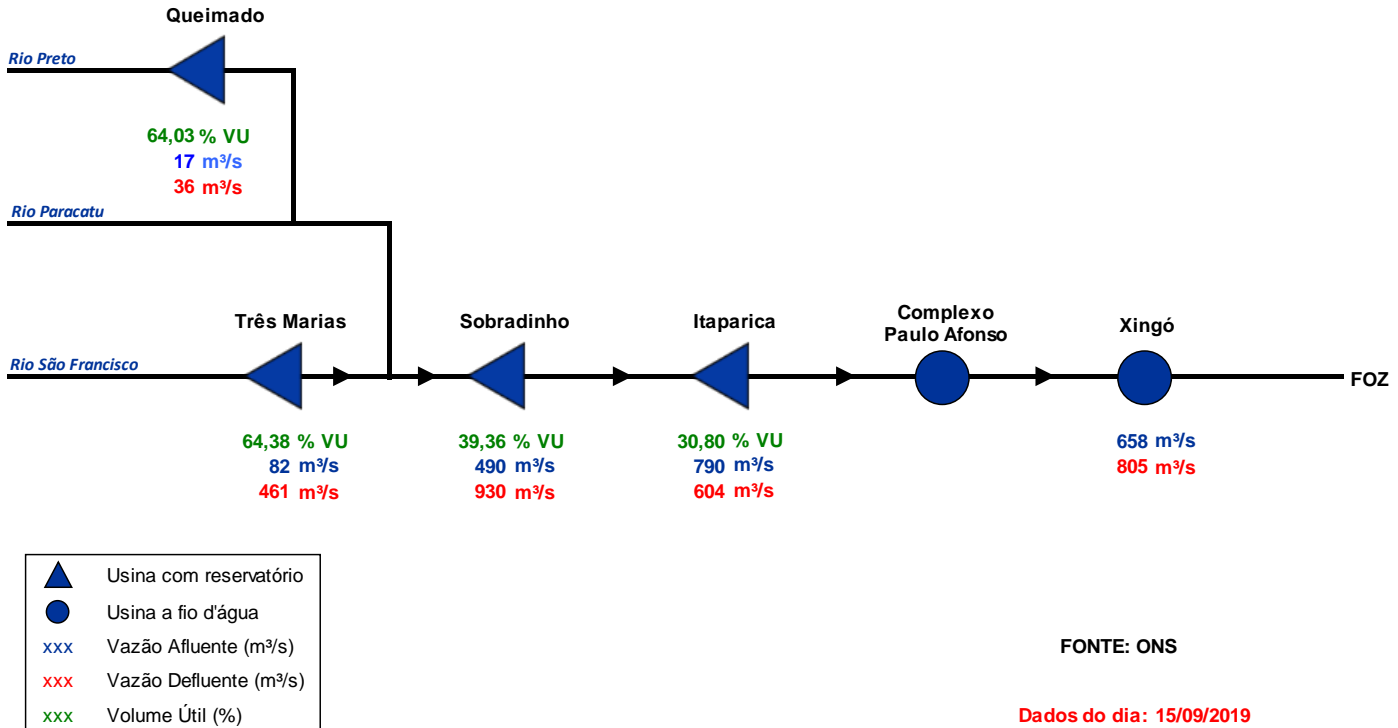 Queimado
Rio Preto
64,03 % VU
17 m³/s
36 m³/s
Rio Paracatu
Três Marias
Sobradinho
Itaparica
Complexo
Paulo Afonso
Xingó
Rio São Francisco
FOZ
64,38 % VU
82 m³/s
461 m³/s
39,36 % VU
490 m³/s
930 m³/s
30,80 % VU
790 m³/s
604 m³/s
658 m³/s
805 m³/s
Usina com reservatório
Usina a fio d'água
xxx Vazão Afluente (m³/s)
xxx Vazão Defluente (m³/s)
xxx Volume Útil (%)
FONTE: ONS
Dados do dia: 15/09/2019